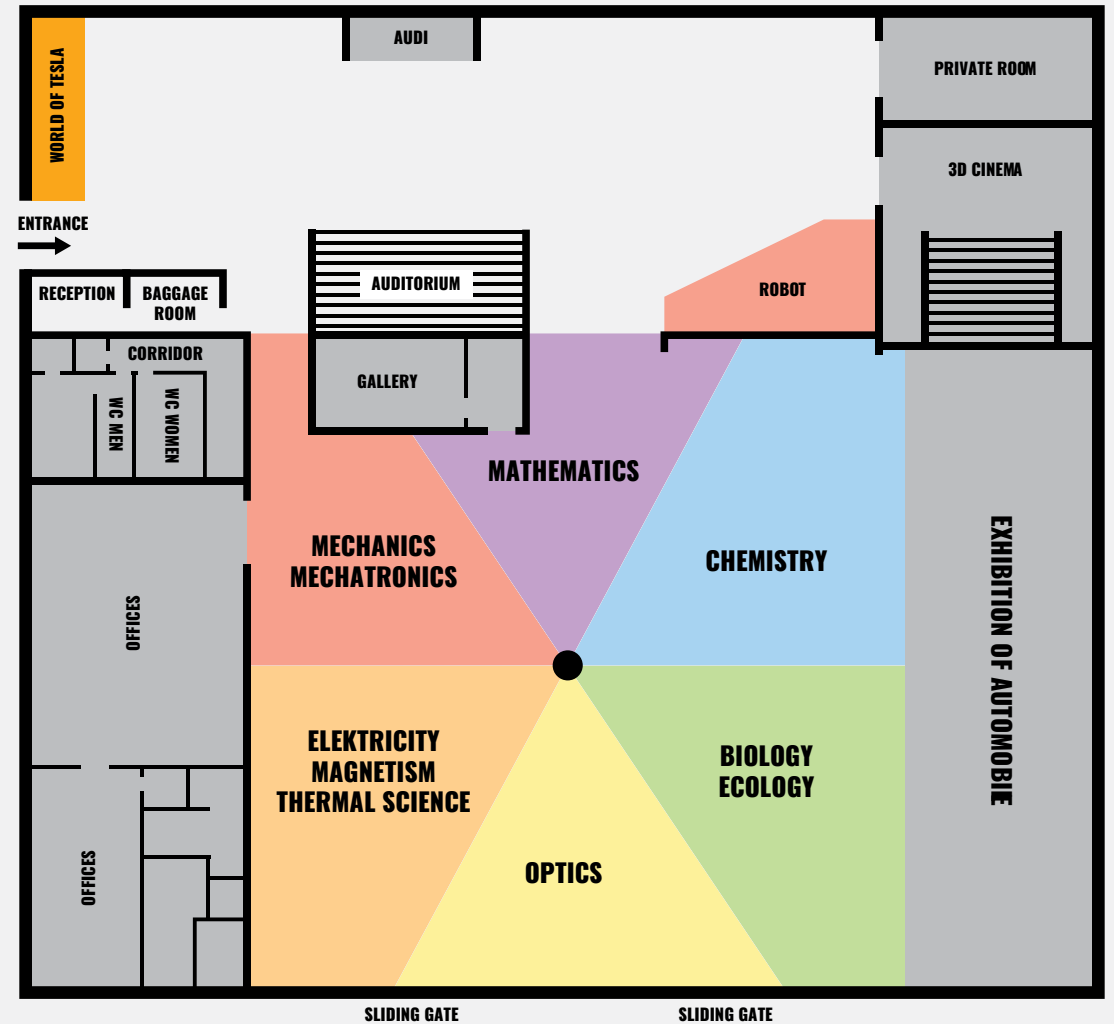 AUDI
PRIVATE ROOM
WORLD OF TESLA
3D CINEMA
ENTRANCE
AUDITORIUM
ROBOT
RECEPTION
BAGGAGE
ROOM
CORRIDOR
GALLERY
WC MEN
WC WOMEN
MATHEMATICS
MECHANICS
MECHATRONICS
CHEMISTRY
OFFICES
EXHIBITION OF AUTOMOBIE
ELEKTRICITY
MAGNETISM
THERMAL SCIENCE
BIOLOGY
ECOLOGY
OPTICS
OFFICES
SLIDING GATE
SLIDING GATE